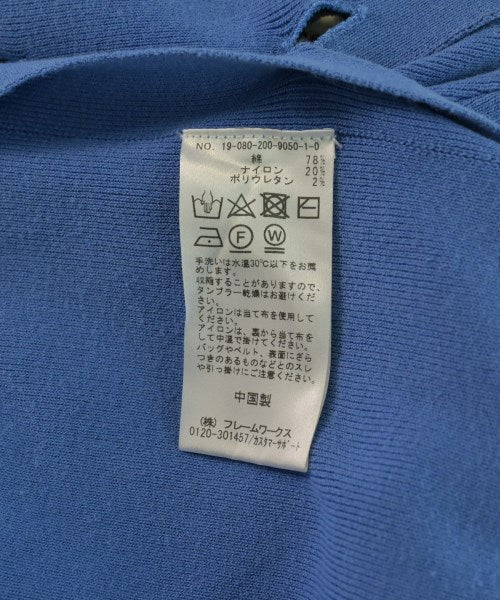 NO. 19-080-200-9050-1-0
綿 78%
ナイロン 20%
ポリウレタン 2%
F W
手洗いは水温30℃以下をお薦
めします。
収縮することがありますので、
タンブラー乾燥はお避けくださ
い。
アイロンは当て布を使用して
ください。
アイロンは、裏から当て布を
して中温で掛けてください。
バッグやベルト、表面にざら
つきのあるものなどとのスレ
や引っ掛けにご注意ください。
中国製
(株) フレームワークス
0120-301457/カスタマーサポート